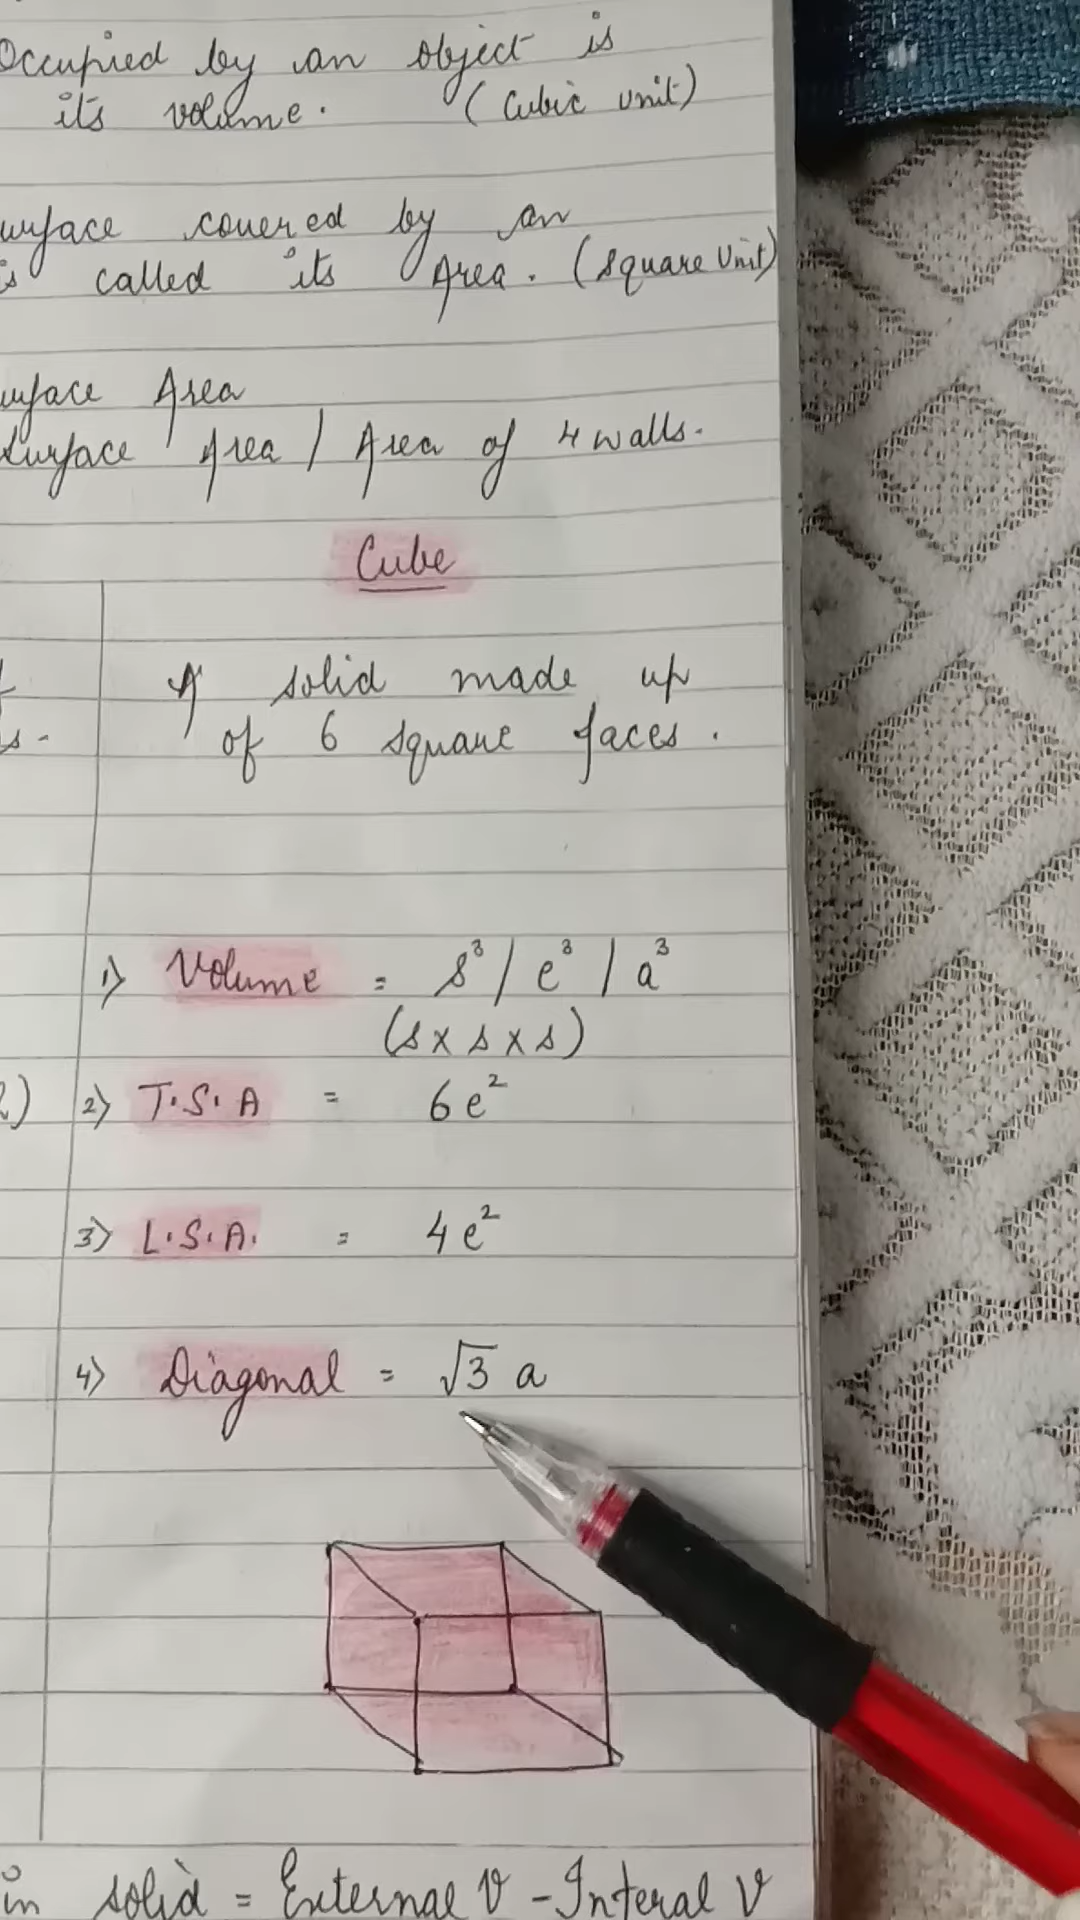 Occupied by an object is
its volume. (Cubic unit)
urface covered by an
is called its Area. (Square Unit)
urface Area
Surface Area / Area of 4 walls.
Cube
A solid made up
s. of 6 square faces.
1) Volume = s³ / e³ / a³
(s x s x s)
2) T.S.A = 6e²
3) L.S.A. = 4e²
4) Diagonal = √3 a
in solid = External V - Interal V